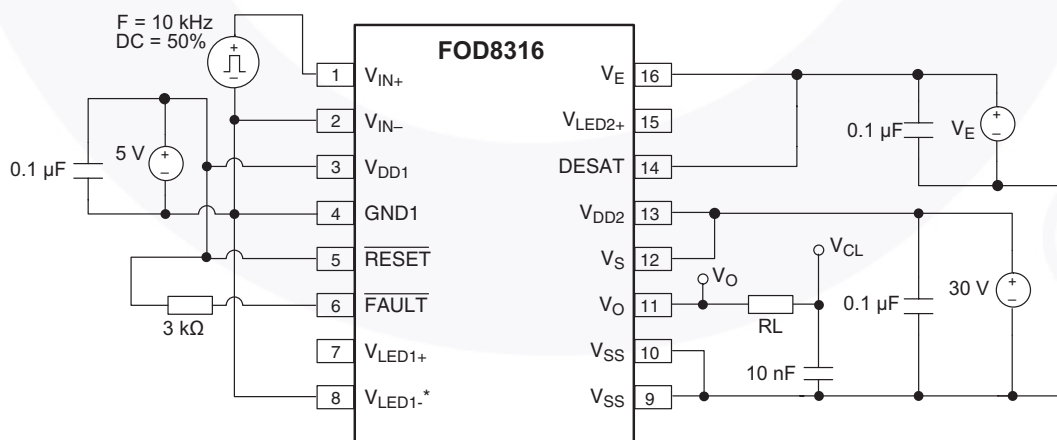 F = 10 kHz
DC = 50%
+
–
FOD8316
1 V_IN+
2 V_IN–
3 V_DD1
4 GND1
5 RESET
6 FAULT
7 V_LED1+
8 V_LED1-*
0.1 µF
5 V
+
–
3 kΩ
V_E 16
V_LED2+ 15
DESAT 14
V_DD2 13
V_S 12
V_O 11
V_SS 10
V_SS 9
0.1 µF
V_E
+
–
V_CL
V_O
RL
10 nF
0.1 µF
30 V
+
–